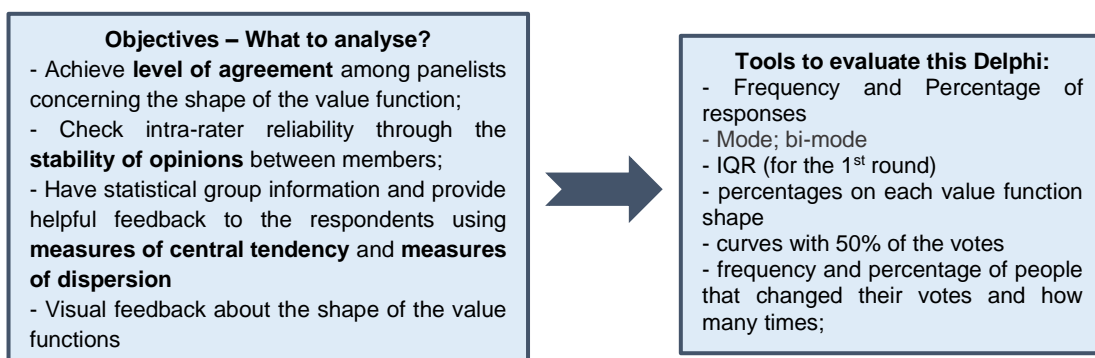 Objectives – What to analyse?
- Achieve level of agreement among panelists
concerning the shape of the value function;
- Check intra-rater reliability through the
stability of opinions between members;
- Have statistical group information and provide
helpful feedback to the respondents using
measures of central tendency and measures
of dispersion
- Visual feedback about the shape of the value
functions
Tools to evaluate this Delphi:
- Frequency and Percentage of
responses
- Mode; bi-mode
- IQR (for the 1st round)
- percentages on each value function
shape
- curves with 50% of the votes
- frequency and percentage of people
that changed their votes and how
many times;